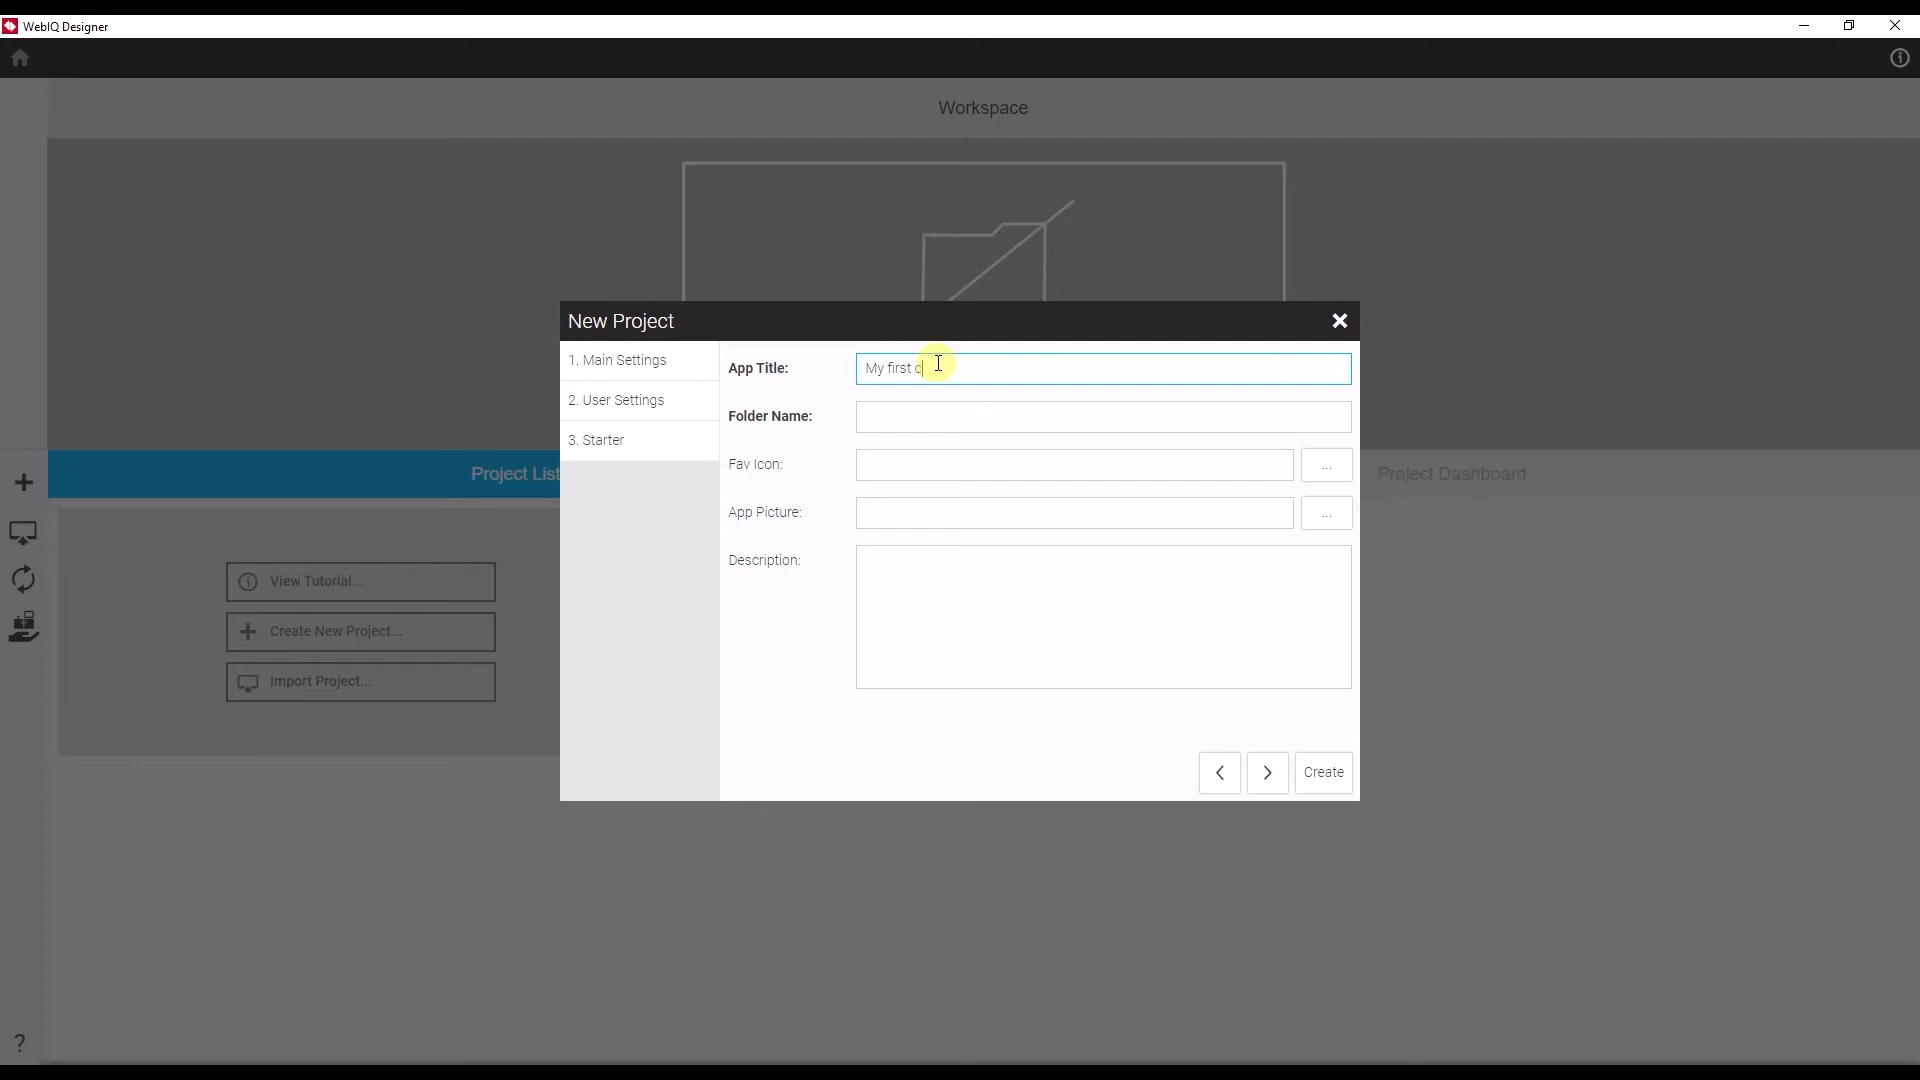 WebIQ Designer
Workspace
New Project
1. Main Settings
2. User Settings
3. Starter
App Title:
My first
Folder Name:
Fav Icon:
...
App Picture:
...
Description:
Create
Project List
Project Dashboard
View Tutorial...
Create New Project...
Import Project...
?